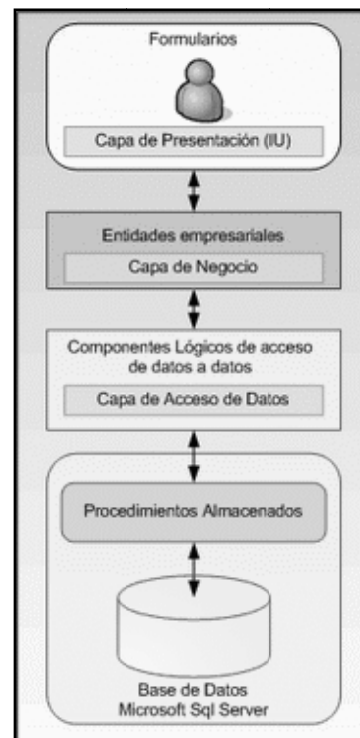 Formularios
Capa de Presentación (IU)
Entidades empresariales
Capa de Negocio
Componentes Lógicos de acceso
de datos a datos
Capa de Acceso de Datos
Procedimientos Almacenados
Base de Datos
Microsoft Sql Server